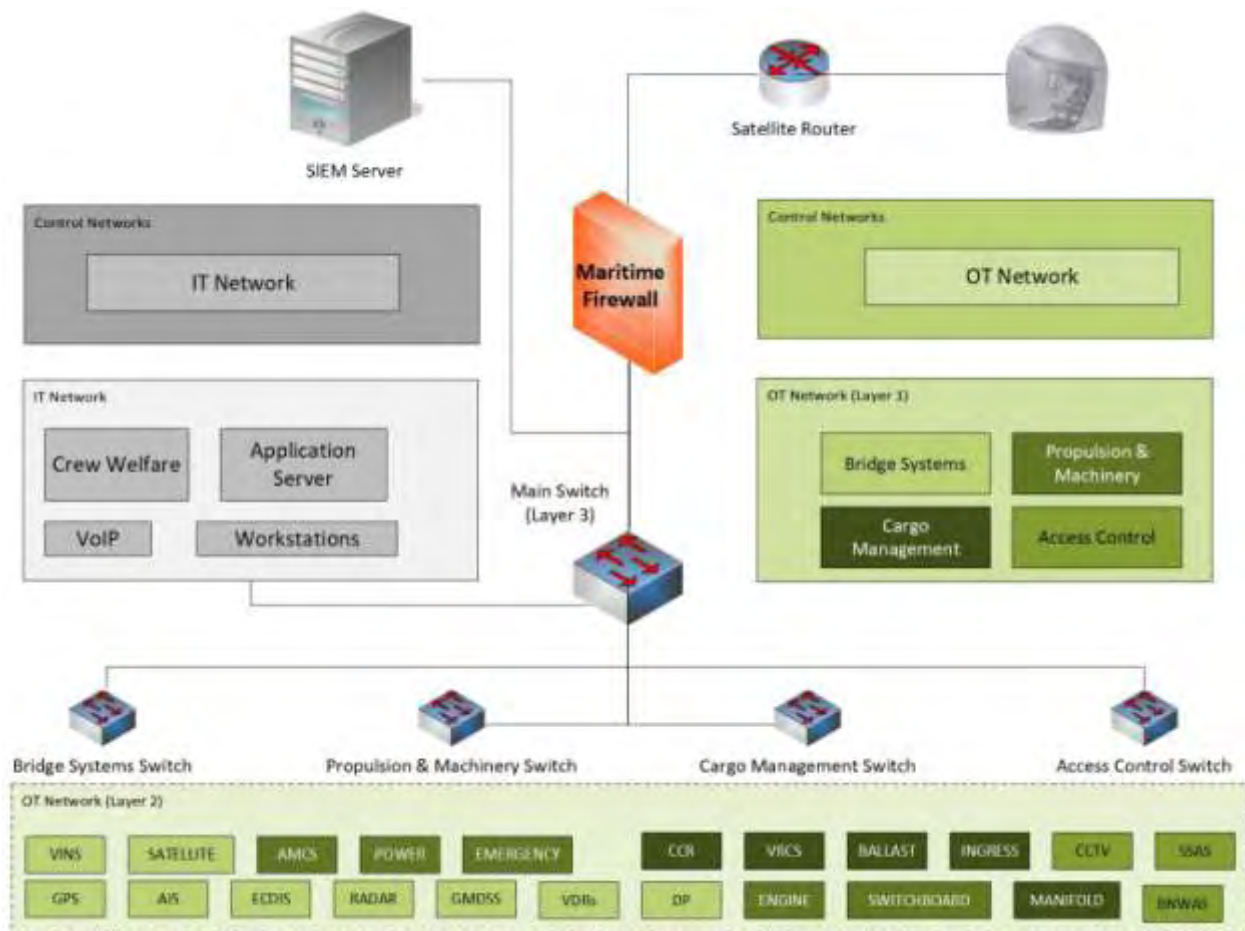 Satellite Router
SIEM Server
Control Networks
IT Network
Maritime
Firewall
Control Networks
OT Network
IT Network
Crew Welfare
Application
Server
VoIP
Workstations
Main Switch
(Layer 3)
OT Network (Layer 1)
Bridge Systems
Propulsion &
Machinery
Cargo
Management
Access Control
Bridge Systems Switch
Propulsion & Machinery Switch
Cargo Management Switch
Access Control Switch
OT Network (Layer 2)
VINS
SATELLITE
AMCS
POWER
EMERGENCY
CCR
VRCS
BALLAST
INGRESS
CCTV
SSAS
GPS
AIS
ECDIS
RADAR
GMDSS
VDRs
DP
ENGINE
SWITCHBOARD
MANIFOLD
BNWAS